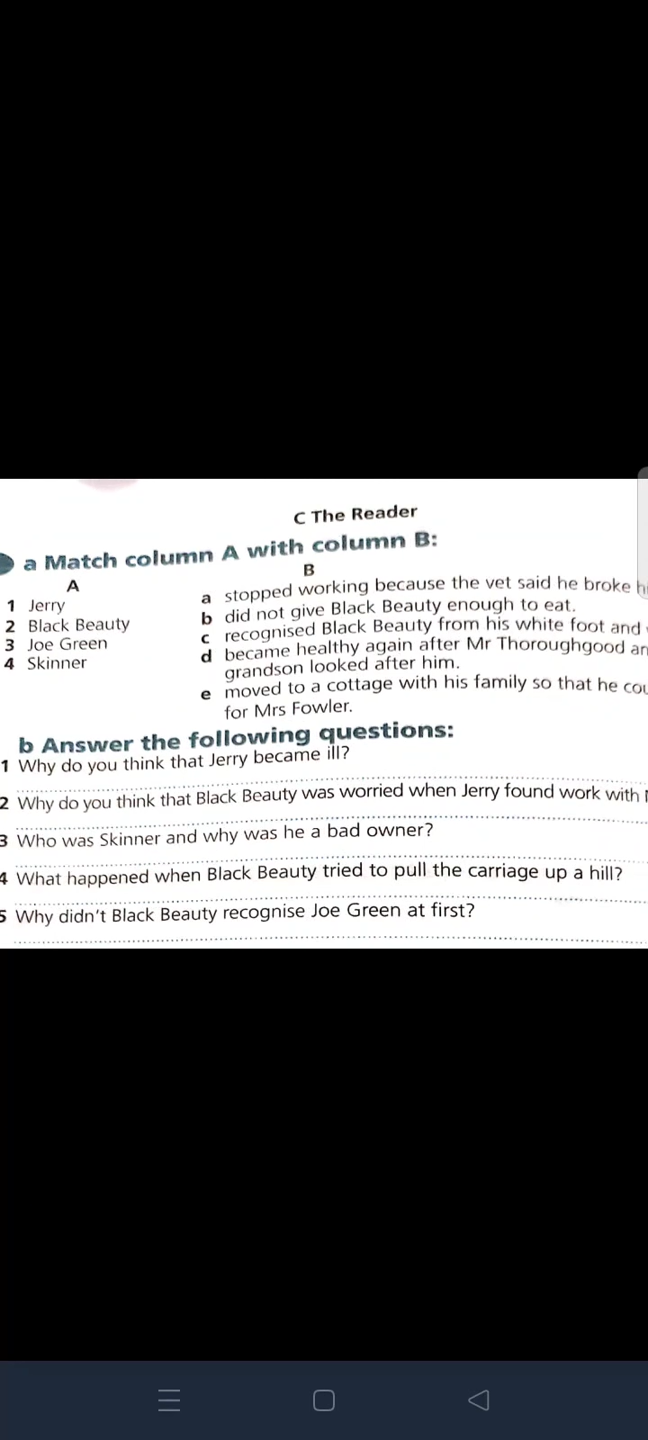 C The Reader
a Match column A with column B:
A
B
1 Jerry
2 Black Beauty
3 Joe Green
4 Skinner
a stopped working because the vet said he broke
b did not give Black Beauty enough to eat.
c recognised Black Beauty from his white foot and
d became healthy again after Mr Thoroughgood
grandson looked after him.
e moved to a cottage with his family so that he
for Mrs Fowler.
b Answer the following questions:
1 Why do you think that Jerry became ill?
2 Why do you think that Black Beauty was worried when Jerry found work with
3 Who was Skinner and why was he a bad owner?
4 What happened when Black Beauty tried to pull the carriage up a hill?
5 Why didn't Black Beauty recognise Joe Green at first?